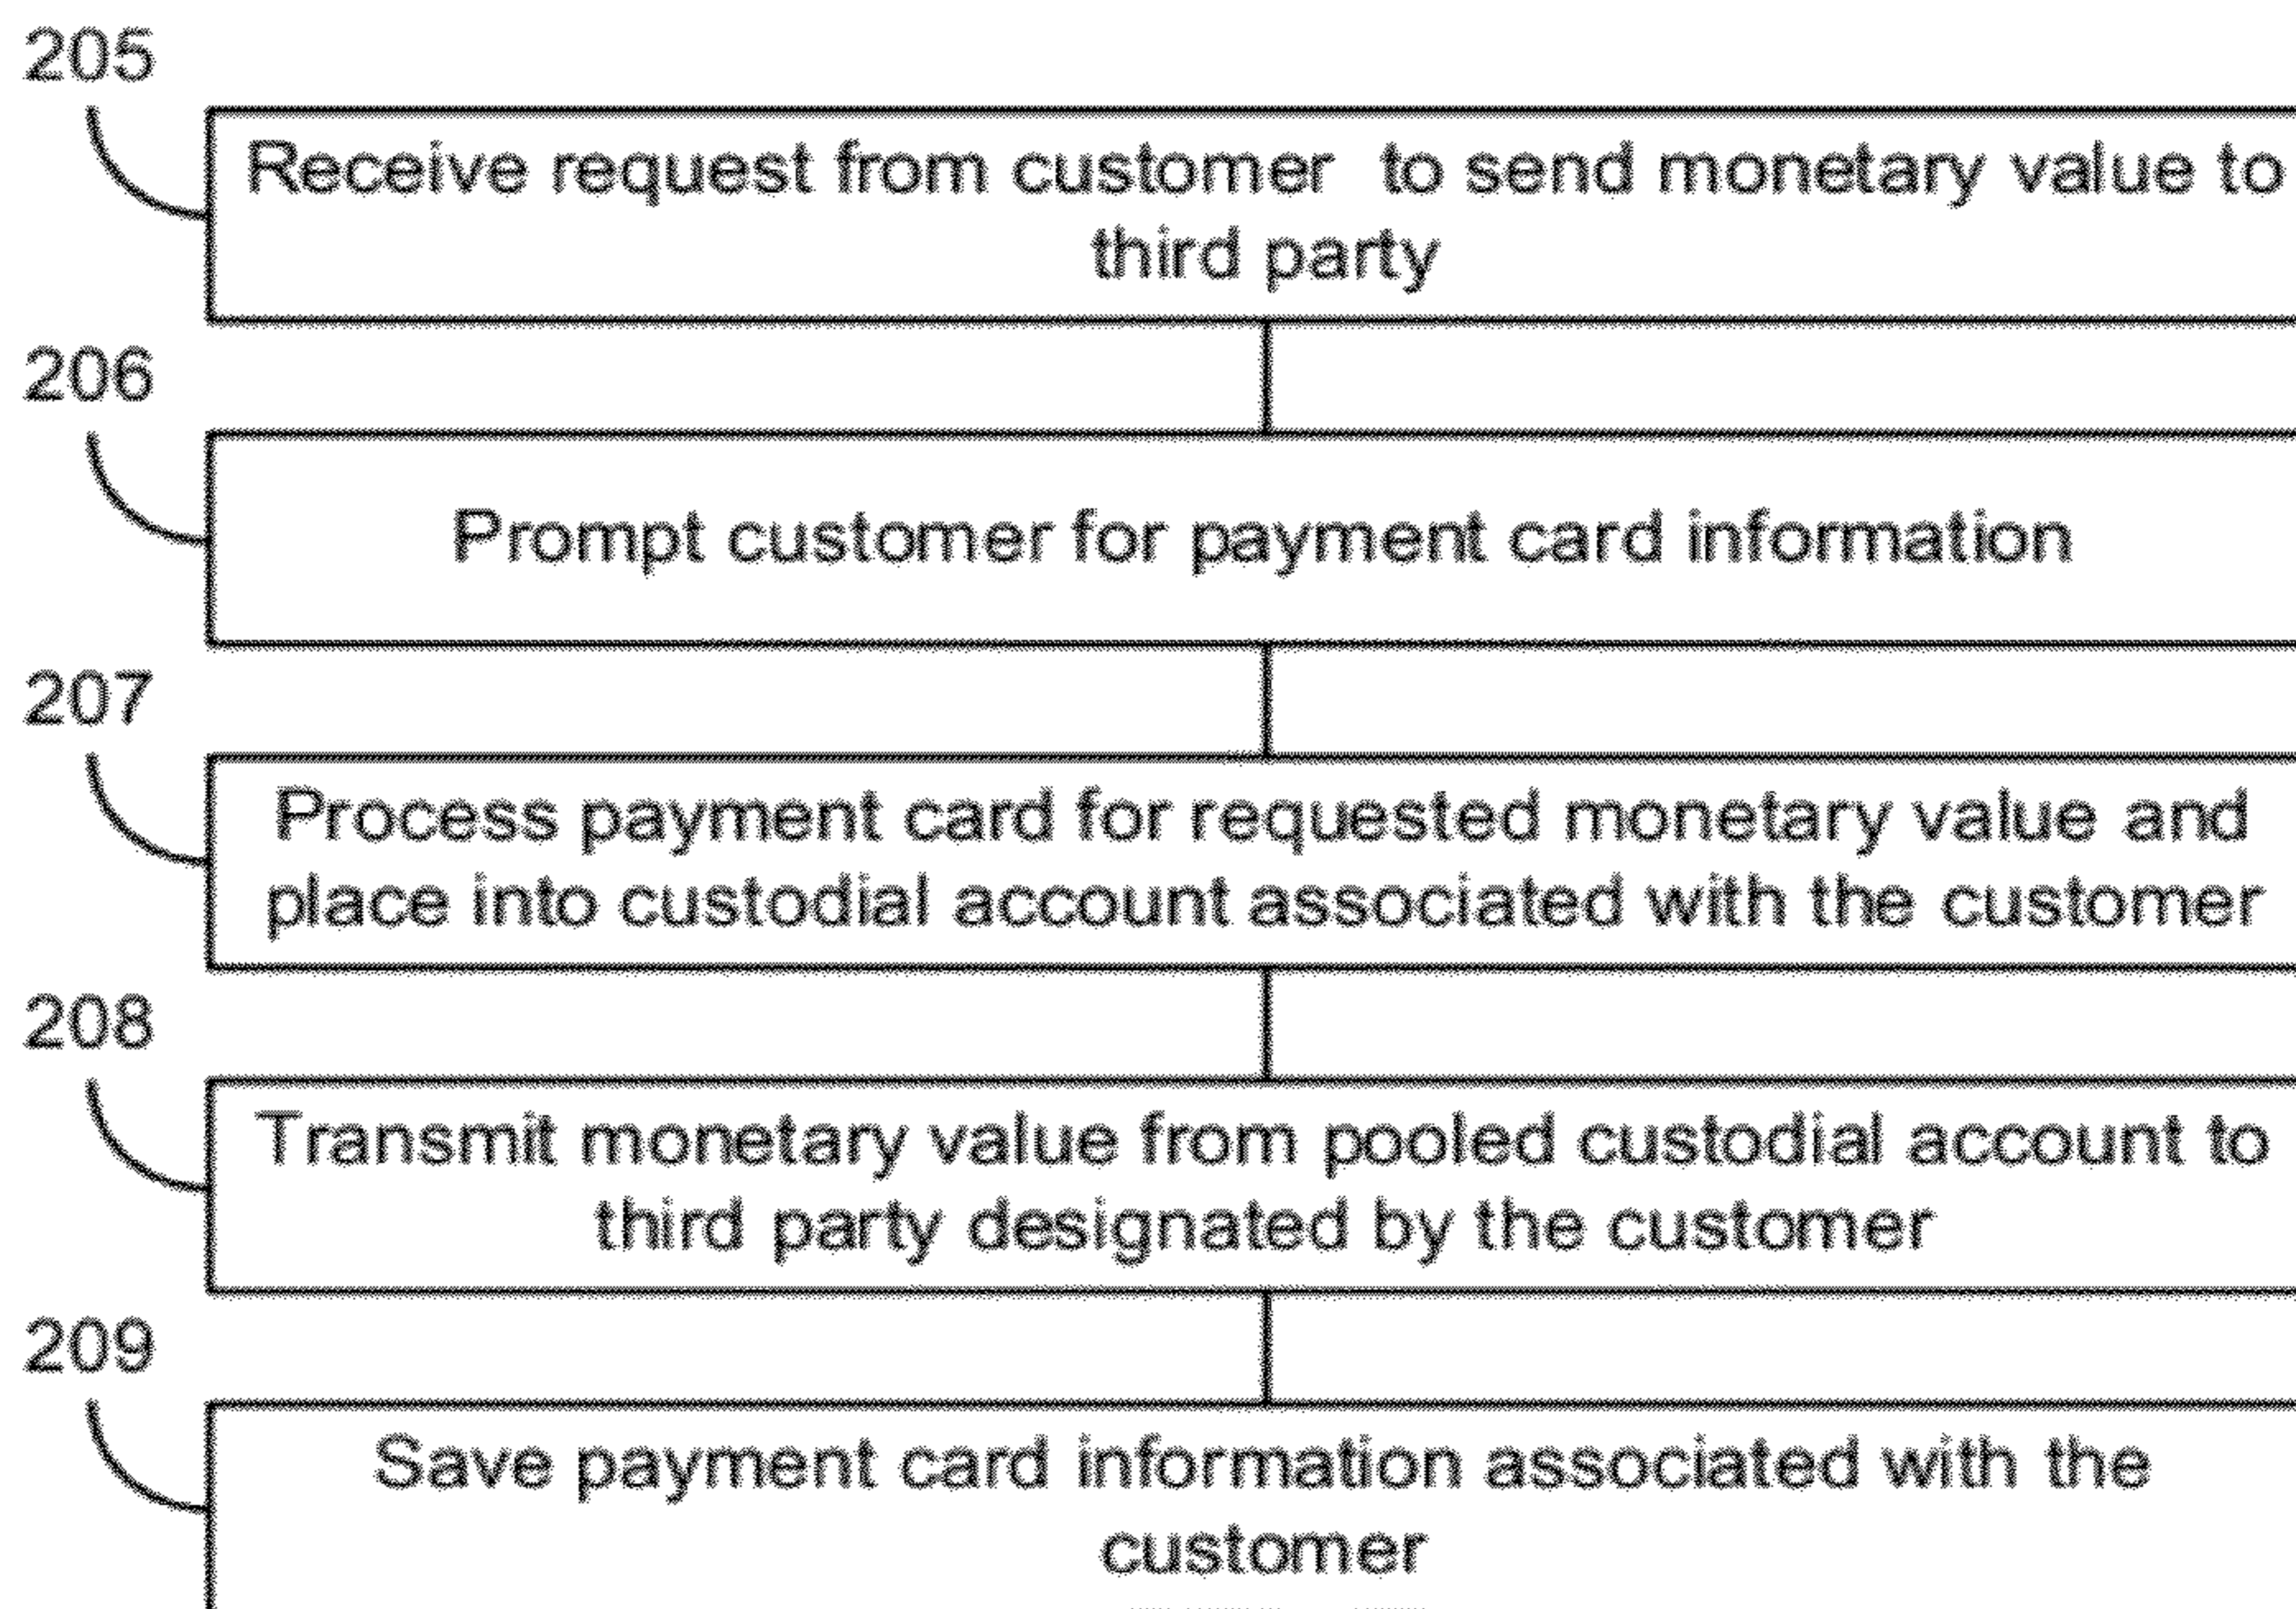 205
Receive request from customer to send monetary value to
third party
206
Prompt customer for payment card information
207
Process payment card for requested monetary value and
place into custodial account associated with the customer
208
Transmit monetary value from pooled custodial account to
third party designated by the customer
209
Save payment card information associated with the
customer